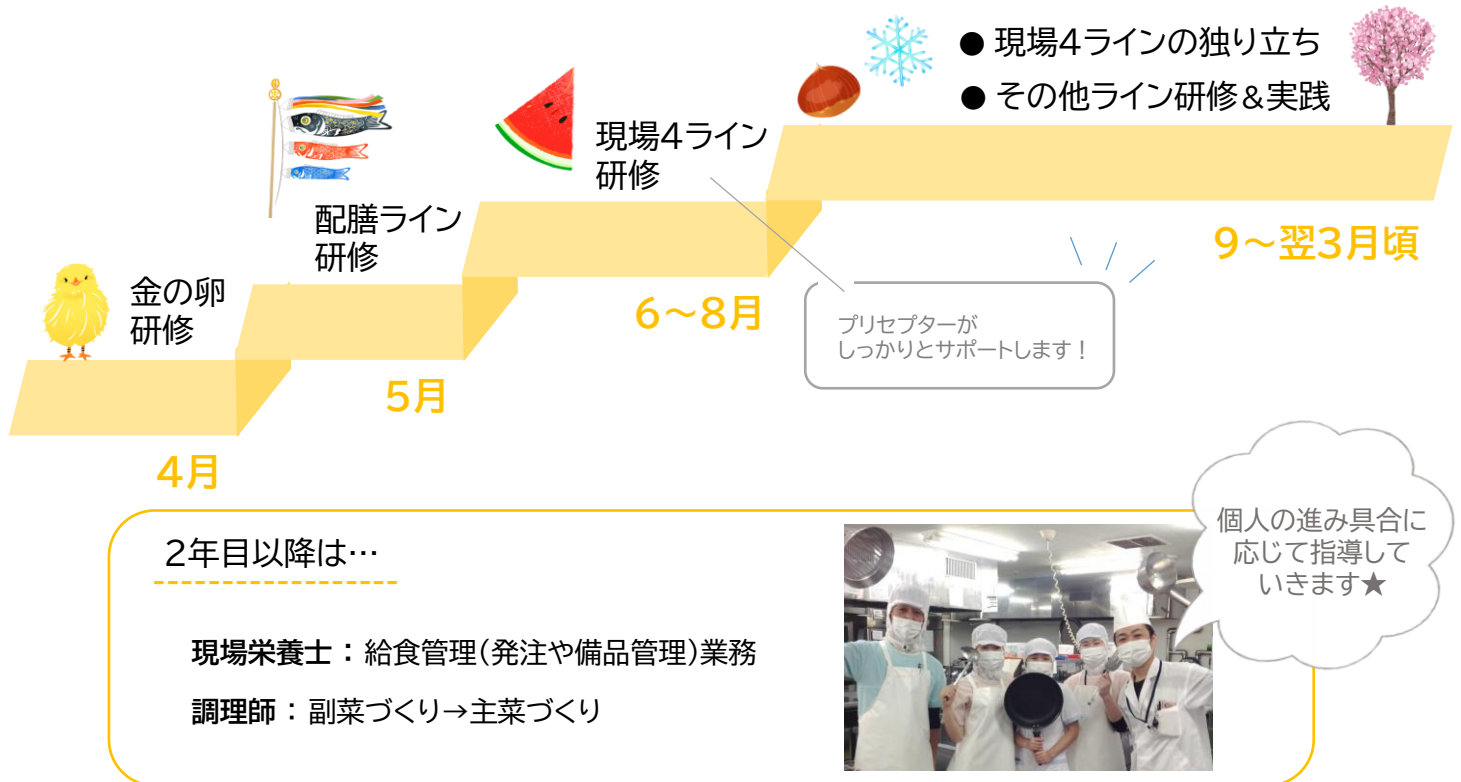 ● 現場4ラインの独り立ち
● その他ライン研修＆実践
現場4ライン
研修
配膳ライン
研修
金の卵
研修
9～翌3月頃
6～8月
プリセプターが
しっかりとサポートします！
5月
4月
個人の進み具合に
応じて指導して
いきます★
2年目以降は…
現場栄養士：給食管理（発注や備品管理）業務
調理師：副菜づくり→主菜づくり